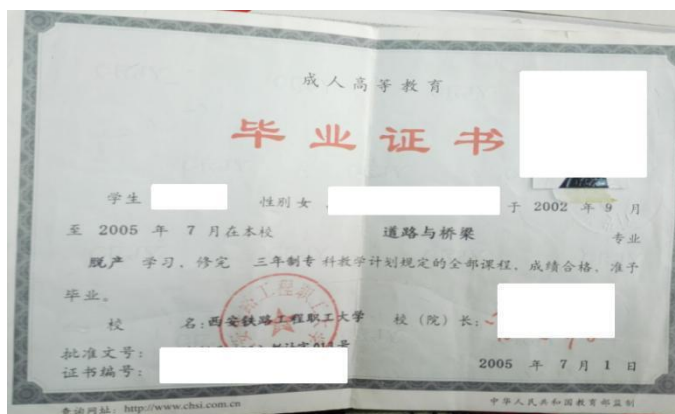 成人高等教育
毕业证书
学生 性别 女 于 2002 年 9 月
至 2005 年 7 月在本校 道路与桥梁 专业
脱产 学习，修完 三年制专科教学计划规定的全部课程，成绩合格，准予
毕业。
校 名：西安铁路工程职工大学 校（院）长：
批准文号：
证书编号：
2005 年 7 月 1 日
查询网址：http://www.chsi.com.cn
中华人民共和国教育部监制